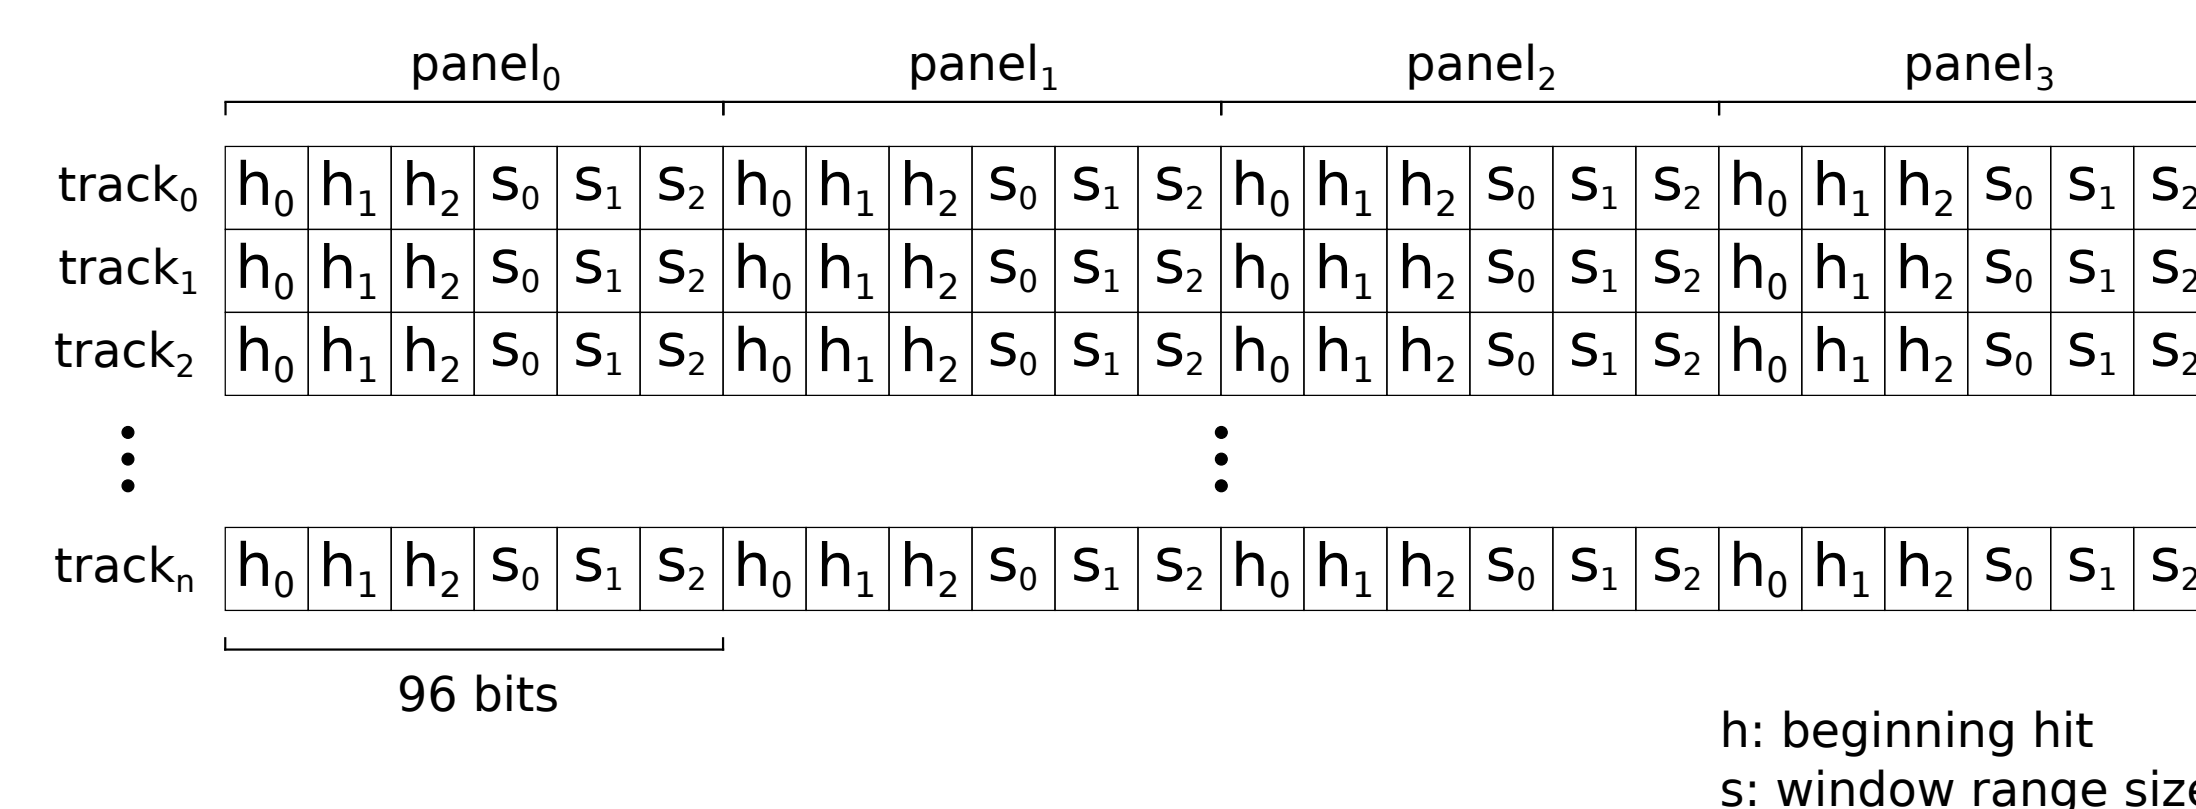 panel₀ panel₁ panel₂ panel₃
track₀ h₀ h₁ h₂ s₀ s₁ s₂ h₀ h₁ h₂ s₀ s₁ s₂ h₀ h₁ h₂ s₀ s₁ s₂ h₀ h₁ h₂ s₀ s₁ s₂
track₁ h₀ h₁ h₂ s₀ s₁ s₂ h₀ h₁ h₂ s₀ s₁ s₂ h₀ h₁ h₂ s₀ s₁ s₂ h₀ h₁ h₂ s₀ s₁ s₂
track₂ h₀ h₁ h₂ s₀ s₁ s₂ h₀ h₁ h₂ s₀ s₁ s₂ h₀ h₁ h₂ s₀ s₁ s₂ h₀ h₁ h₂ s₀ s₁ s₂
trackₙ h₀ h₁ h₂ s₀ s₁ s₂ h₀ h₁ h₂ s₀ s₁ s₂ h₀ h₁ h₂ s₀ s₁ s₂ h₀ h₁ h₂ s₀ s₁ s₂
96 bits
h: beginning hit
s: window range size